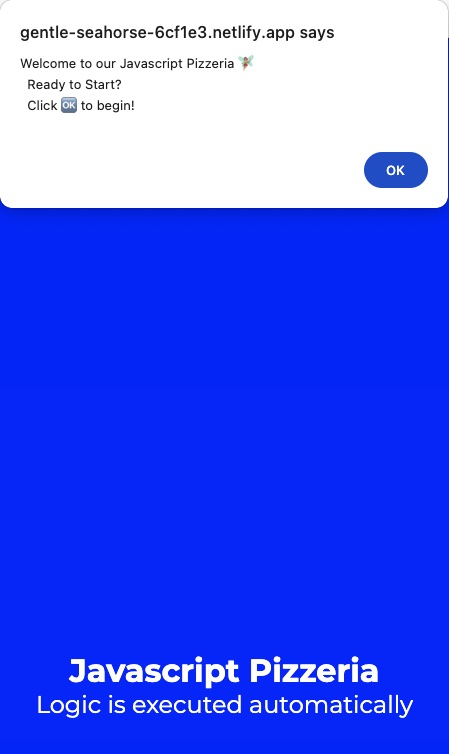 gentle-seahorse-6cf1e3.netlify.app says
Welcome to our Javascript Pizzeria 🧚
Ready to Start?
Click 🆗 to begin!
OK
Javascript Pizzeria
Logic is executed automatically